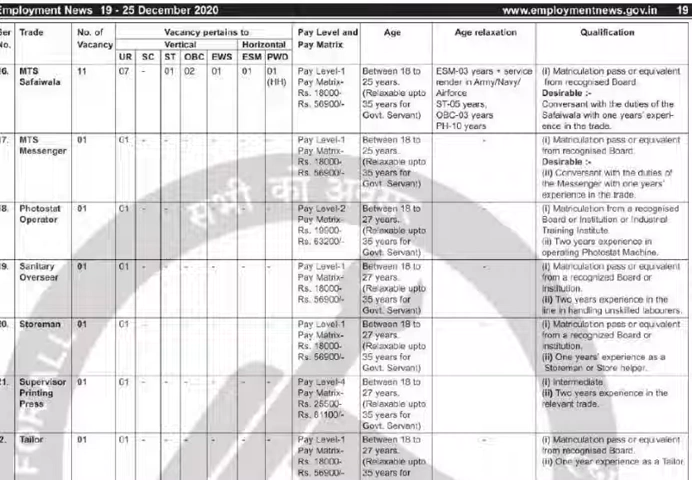 Employment News 19 - 25 December 2020 www.employmentnews.gov.in 19
Ser Trade No. of Vacancy pertains to Pay Level and Age Age relaxation Qualification
No. Vacancy Vertical Horizontal Pay Matrix
UR SC ST OBC EWS ESM PWD
16. MTS 11 07 - 01 02 01 01 01 Pay Level-1 Between 18 to ESM-03 years + service (i) Matriculation pass or equivalent
Safaiwala (HH) Pay Matrix- 25 years. render in Army/Navy/ from recognised Board
Rs. 18000- (Relaxable upto Airforce Desirable :-
Rs. 56900/- 35 years for ST-05 years, Conversant with the duties of the
Govt. Servant) OBC-03 years Safaiwala with one years' experi-
PH-10 years ence in the trade.
17. MTS 01 01 - - - - - - Pay Level-1 Between 18 to - (i) Matriculation pass or equivalent
Messenger Pay Matrix- 25 years. from recognised Board.
Rs. 18000- (Relaxable upto Desirable :-
Rs. 56900/- 35 years for (ii) Conversant with the duties of
Govt. Servant) the Messenger with one years'
experience in the trade.
18. Photostat 01 01 - - - - - - Pay Level-2 Between 18 to - (i) Matriculation from a recognised
Operator Pay Matrix- 27 years. Board or Institution or Industrial
Rs. 19900- (Relaxable upto Training Institute.
Rs. 63200/- 35 years for (ii) Two years experience in
Govt. Servant) operating Photostat Machine.
19. Sanitary 01 01 - - - - - - Pay Level-1 Between 18 to - (i) Matriculation pass or equivalent
Overseer Pay Matrix- 27 years. from a recognized Board or
Rs. 18000- (Relaxable upto Institution.
Rs. 56900/- 35 years for (ii) Two years experience in the
Govt. Servant) line in handling unskilled labourers.
20. Storeman 01 01 - - - - - - Pay Level-1 Between 18 to - (i) Matriculation pass or equivalent
Pay Matrix- 27 years. from a recognized Board or
Rs. 18000- (Relaxable upto institution.
Rs. 56900/- 35 years for (ii) One years' experience as a
Govt. Servant) Storeman or Store helper.
21. Supervisor 01 01 - - - - - - Pay Level-4 Between 18 to - (i) Intermediate.
Printing Pay Matrix- 27 years. (ii) Two years experience in the
Press Rs. 25500- (Relaxable upto relevant trade.
Rs. 81100/- 35 years for
Govt. Servant)
2. Tailor 01 01 - - - - - - Pay Level-1 Between 18 to - (i) Matriculation pass or equivalent
Pay Matrix- 27 years. from recognised Board.
Rs. 18000- (Relaxable upto (ii) One year experience as a Tailor.
Rs. 56900/- 35 years for
सभी को
FOR ALL